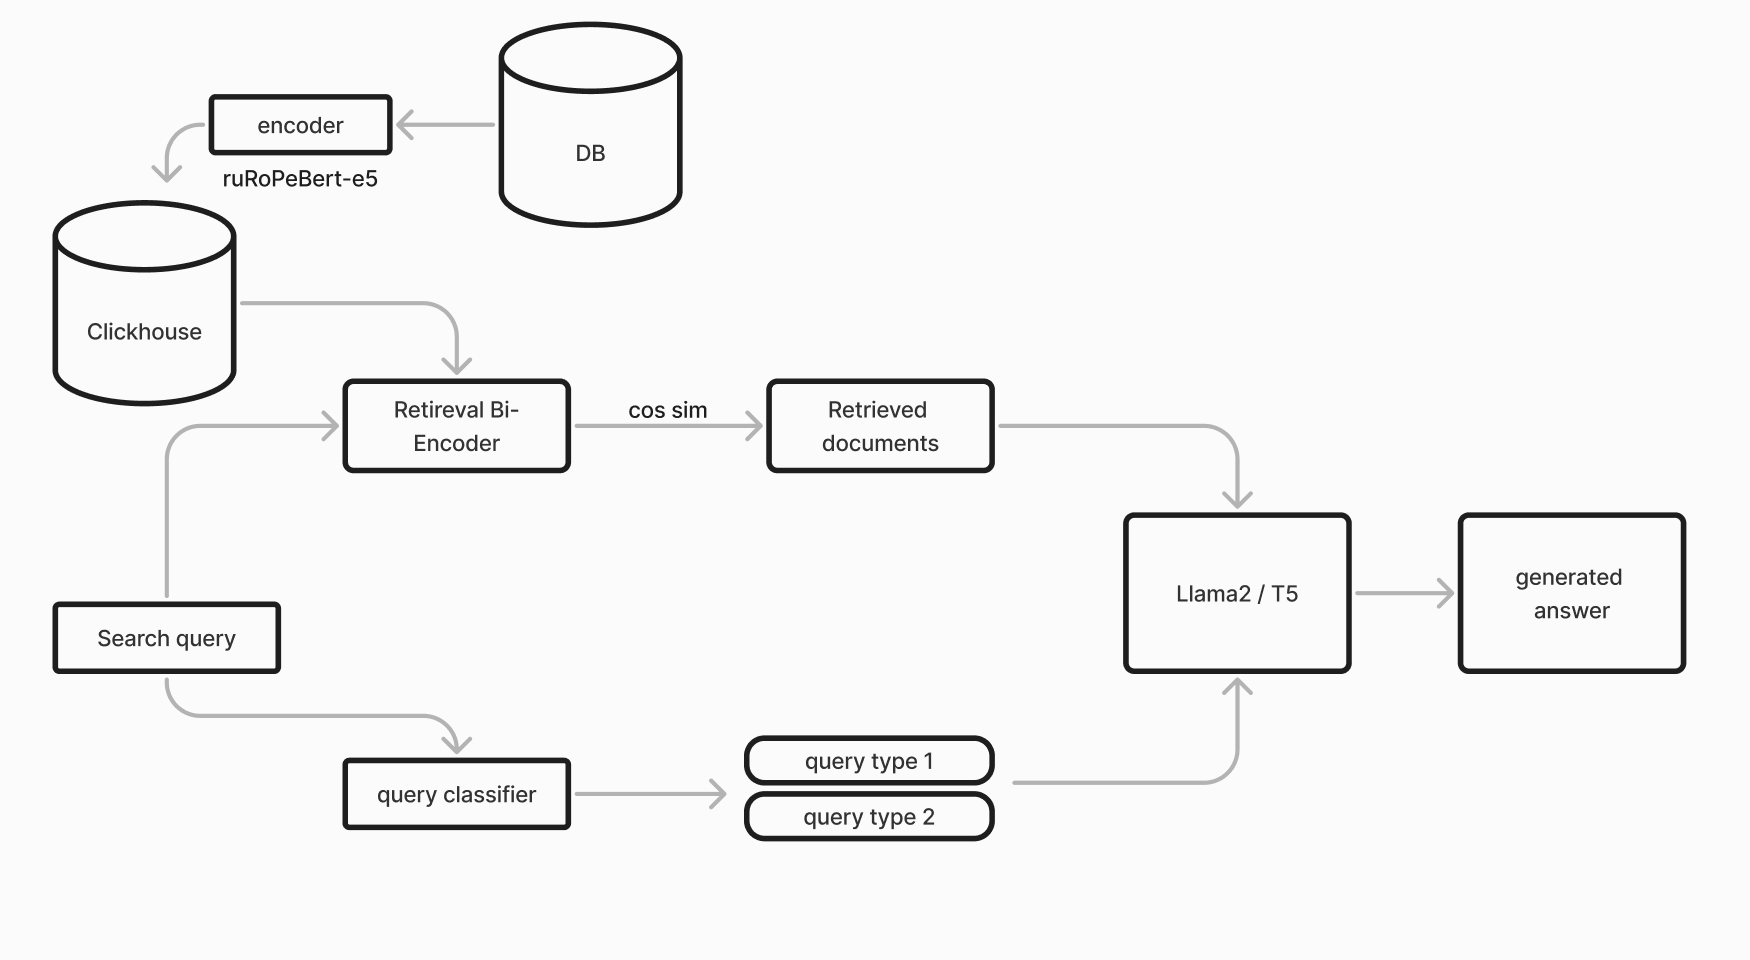 encoder
DB
ruRoPeBert-e5
Clickhouse
Retireval Bi-
Encoder
cos sim
Retrieved
documents
Llama2 / T5
generated
answer
Search query
query classifier
query type 1
query type 2